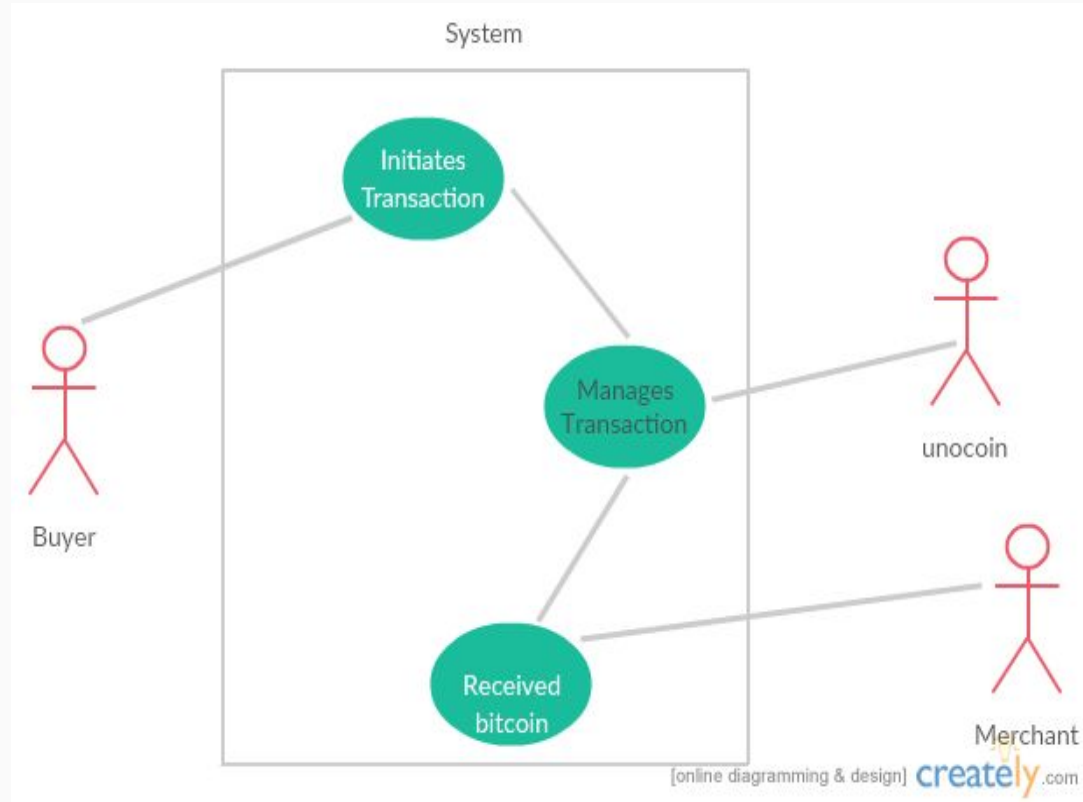 System
Initiates
Transaction
Manages
Transaction
unocoin
Buyer
Received
bitcoin
Merchant
[online diagramming & design] creately.com